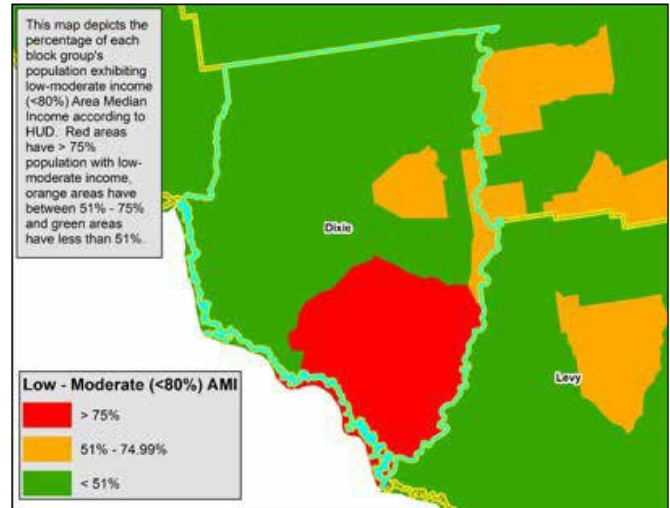 This map depicts the
percentage of each
block group's
population exhibiting
low-moderate income
(<80%) Area Median
Income according to
HUD. Red areas
have > 75%
population with low-
moderate income,
orange areas have
between 51% - 75%
and green areas
have less than 51%.
Dixie
Levy
Low - Moderate (<80%) AMI
> 75%
51% - 74.99%
< 51%